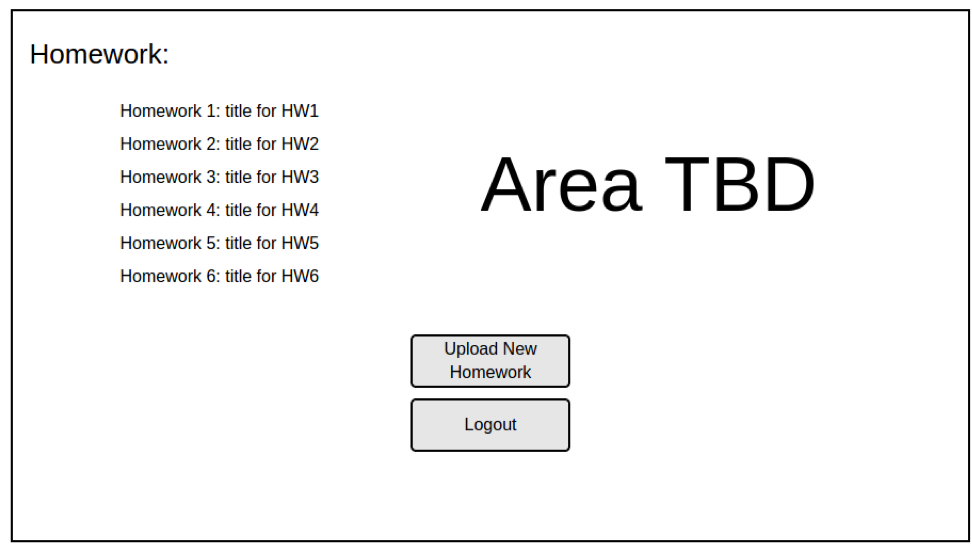 Homework:
Homework 1: title for HW1
Homework 2: title for HW2
Homework 3: title for HW3
Homework 4: title for HW4
Homework 5: title for HW5
Homework 6: title for HW6
Area TBD
Upload New
Homework
Logout